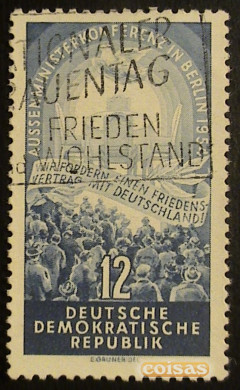 TIONALER
AUENTAG
FRIEDEN
WOHLSTAND
AUSSENMINISTERKONFERENZ IN BERLIN 19
WIR FORDERN EINEN FRIEDENS-
VERTRAG MIT DEUTSCHLAND!
12
DEUTSCHE
DEMOKRATISCHE
REPUBLIK
coisas